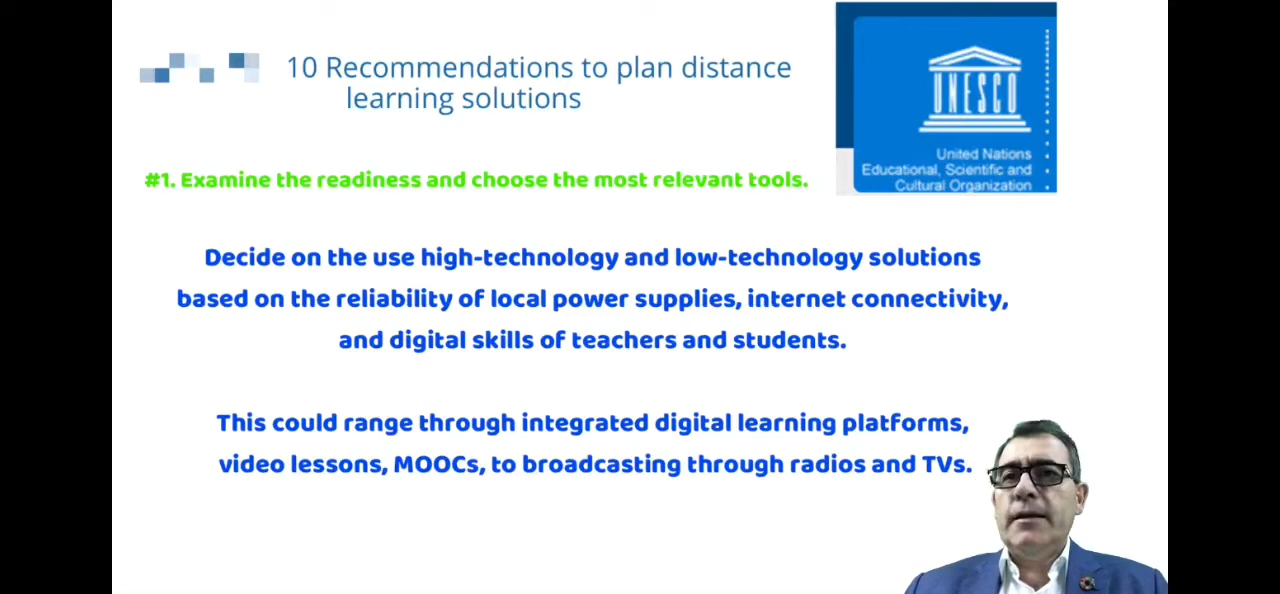 10 Recommendations to plan distance
learning solutions
UNESCO
United Nations
Educational, Scientific and
Cultural Organization
#1. Examine the readiness and choose the most relevant tools.
Decide on the use high-technology and low-technology solutions
based on the reliability of local power supplies, internet connectivity,
and digital skills of teachers and students.
This could range through integrated digital learning platforms,
video lessons, MOOCs, to broadcasting through radios and TVs.